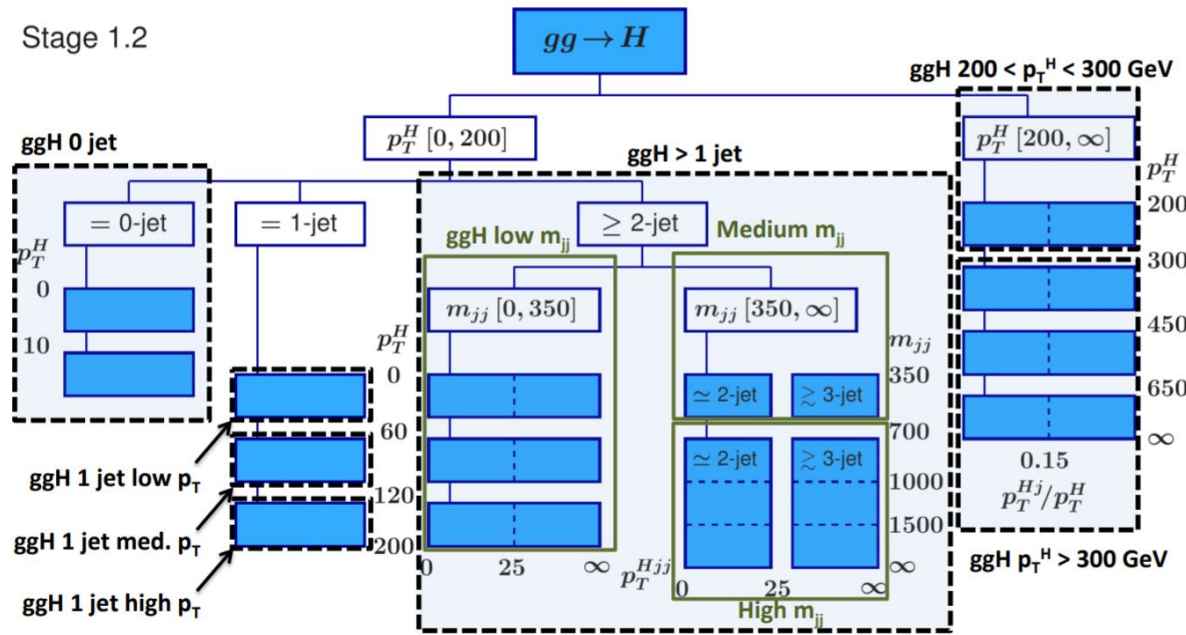 Stage 1.2
gg → H
ggH 200 < p_T^H < 300 GeV
p_T^H [0, 200]
p_T^H [200, ∞]
ggH 0 jet
ggH > 1 jet
p_T^H
200
300
450
650
∞
0.15
p_T^{Hj}/p_T^H
ggH p_T^H > 300 GeV
= 0-jet
= 1-jet
≥ 2-jet
p_T^H
0
10
ggH low m_jj
Medium m_jj
m_jj [0, 350]
m_jj [350, ∞]
p_T^H
0
60
120
200
m_jj
350
700
1000
1500
∞
≃ 2-jet
≳ 3-jet
≃ 2-jet
≳ 3-jet
ggH 1 jet low p_T
ggH 1 jet med. p_T
ggH 1 jet high p_T
0 25 ∞
p_T^{Hjj}
0 25 ∞
High m_jj